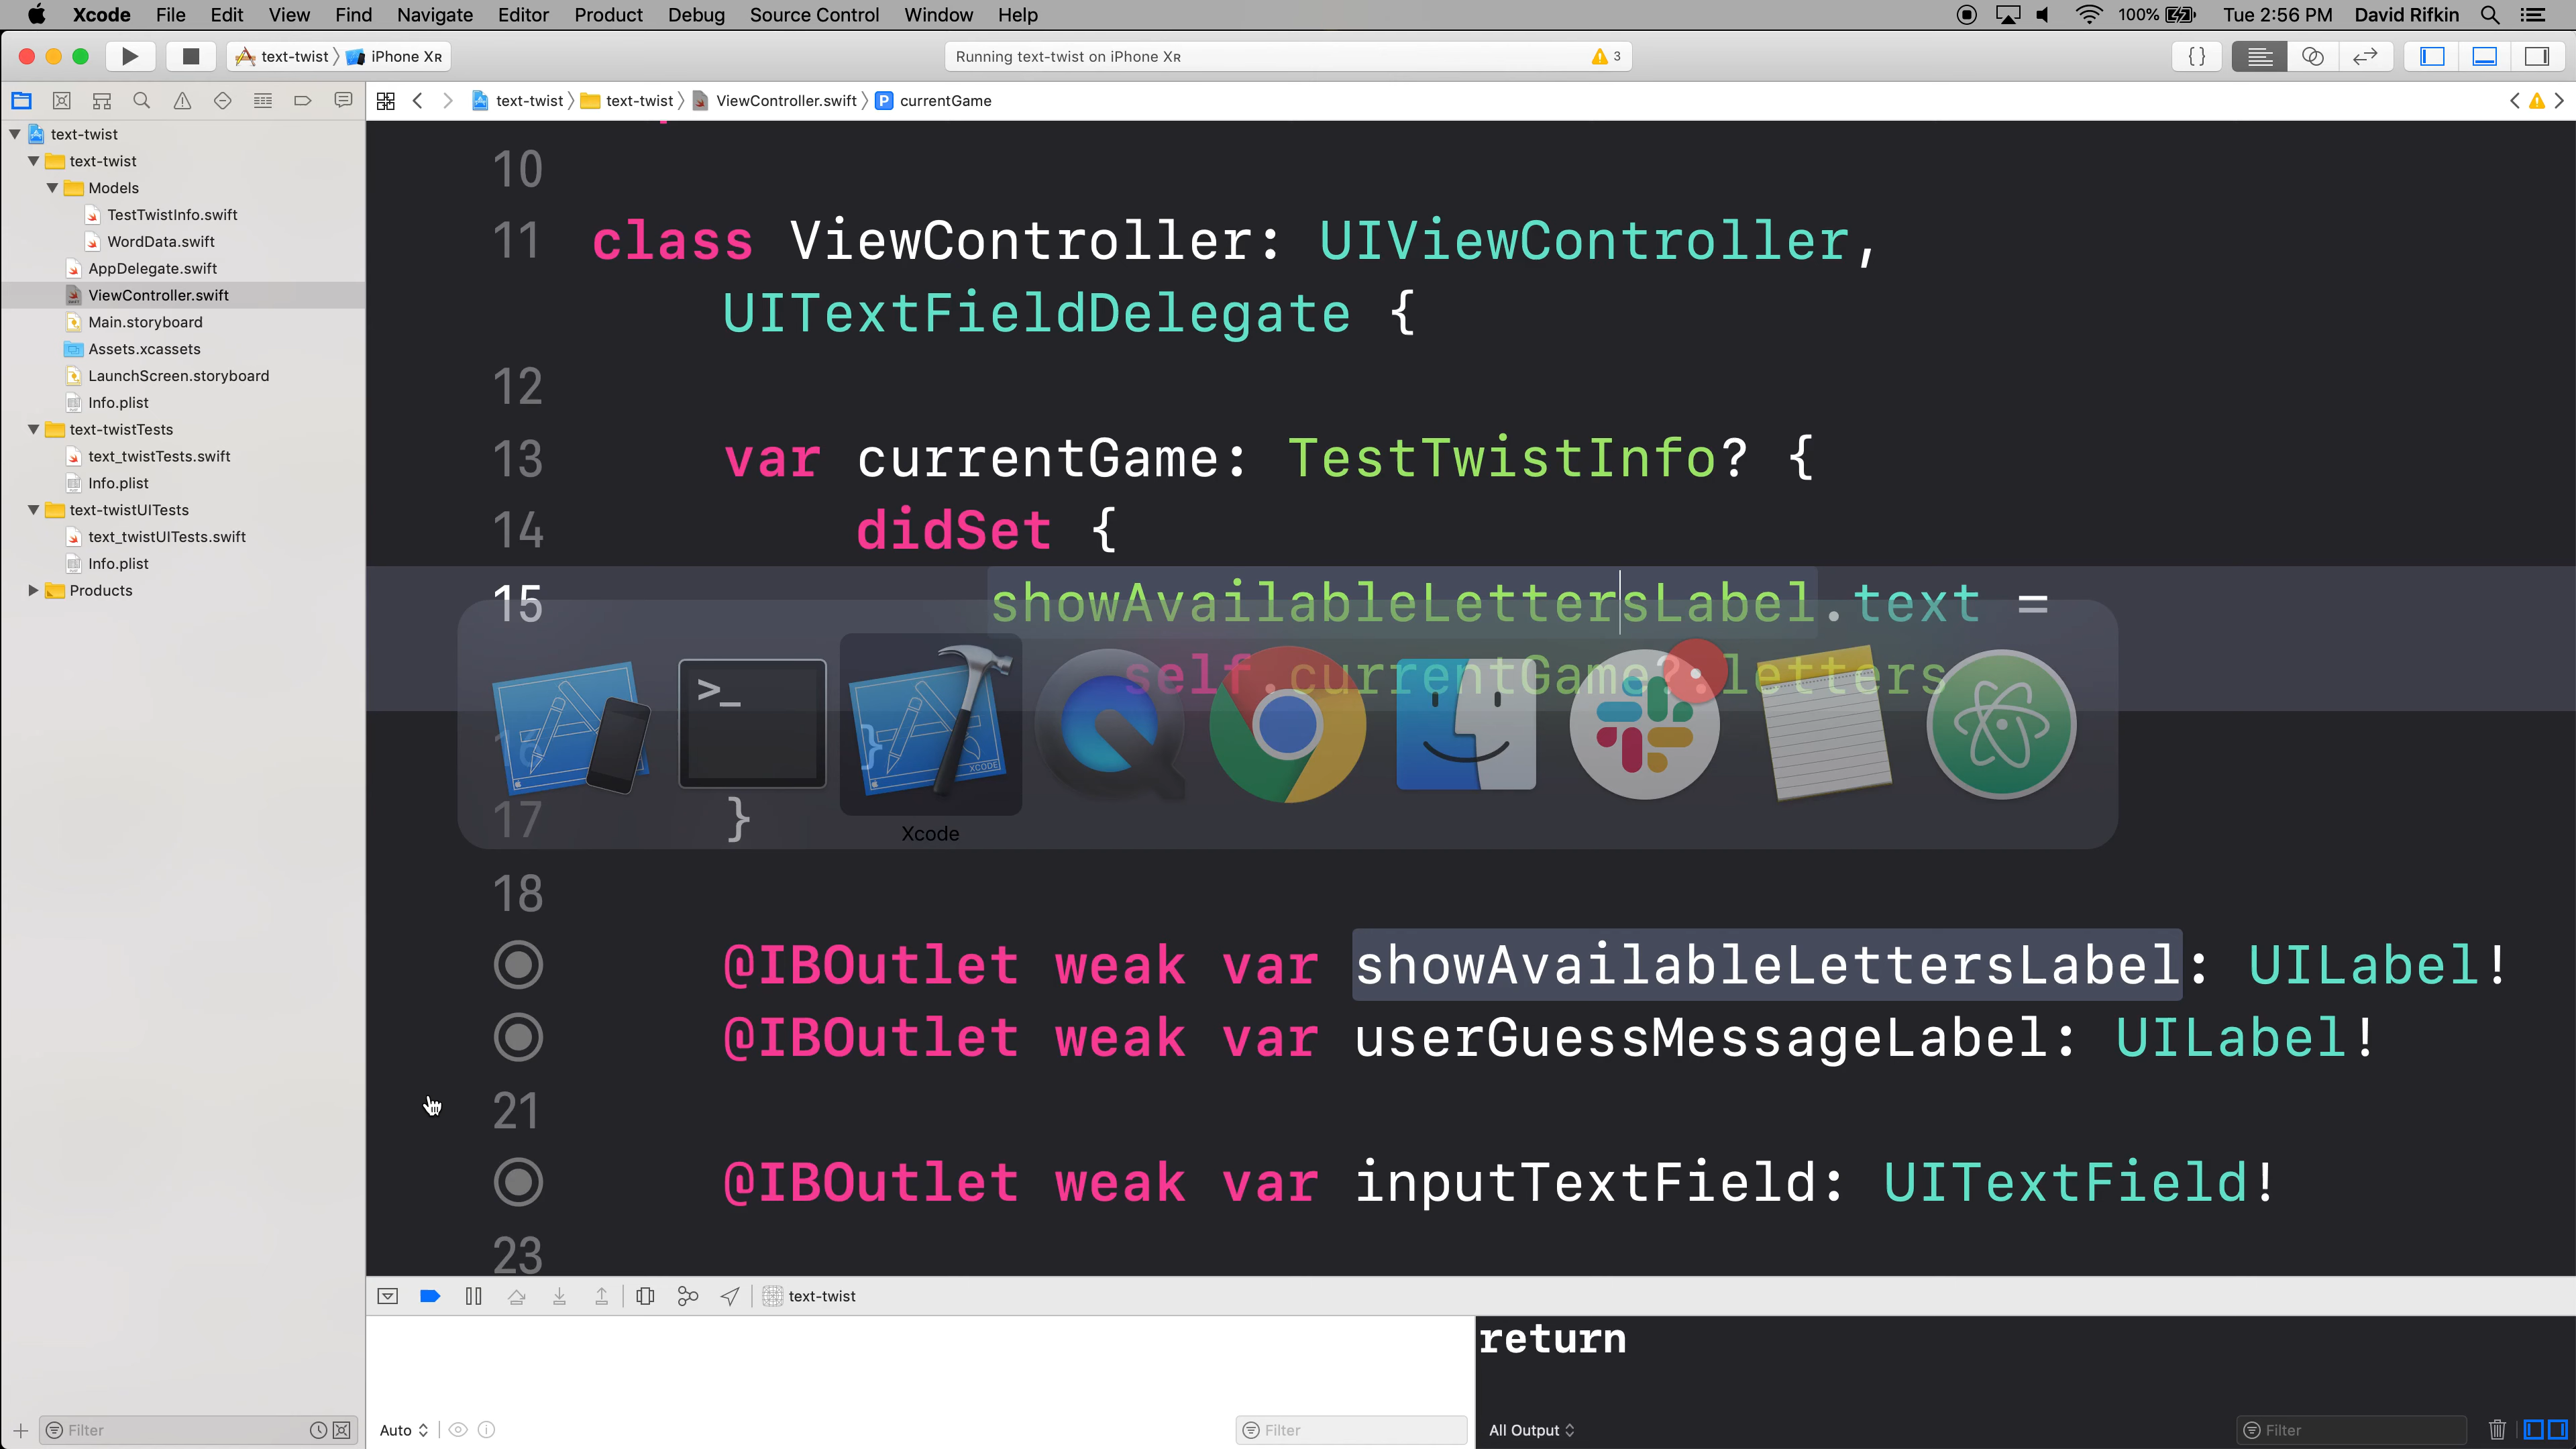 Xcode File Edit View Find Navigate Editor Product Debug Source Control Window Help 100% Tue 2:56 PM David Rifkin
text-twist iPhone XR Running text-twist on iPhone XR 3 { }
text-twist text-twist ViewController.swift P currentGame
text-twist
text-twist
Models
TestTwistInfo.swift
WordData.swift
AppDelegate.swift
ViewController.swift
Main.storyboard
Assets.xcassets
LaunchScreen.storyboard
Info.plist
text-twistTests
text_twistTests.swift
Info.plist
text-twistUITests
text_twistUITests.swift
Info.plist
Products
10
11 class ViewController: UIViewController,
UITextFieldDelegate {
12
13 var currentGame: TestTwistInfo? {
14 didSet {
15 showAvailableLettersLabel.text =
self.currentGame?.letters
16 }
17 }
>_
XCODE
Xcode
18
@IBOutlet weak var showAvailableLettersLabel: UILabel!
@IBOutlet weak var userGuessMessageLabel: UILabel!
21
@IBOutlet weak var inputTextField: UITextField!
23
text-twist
return
Filter Auto Filter All Output Filter